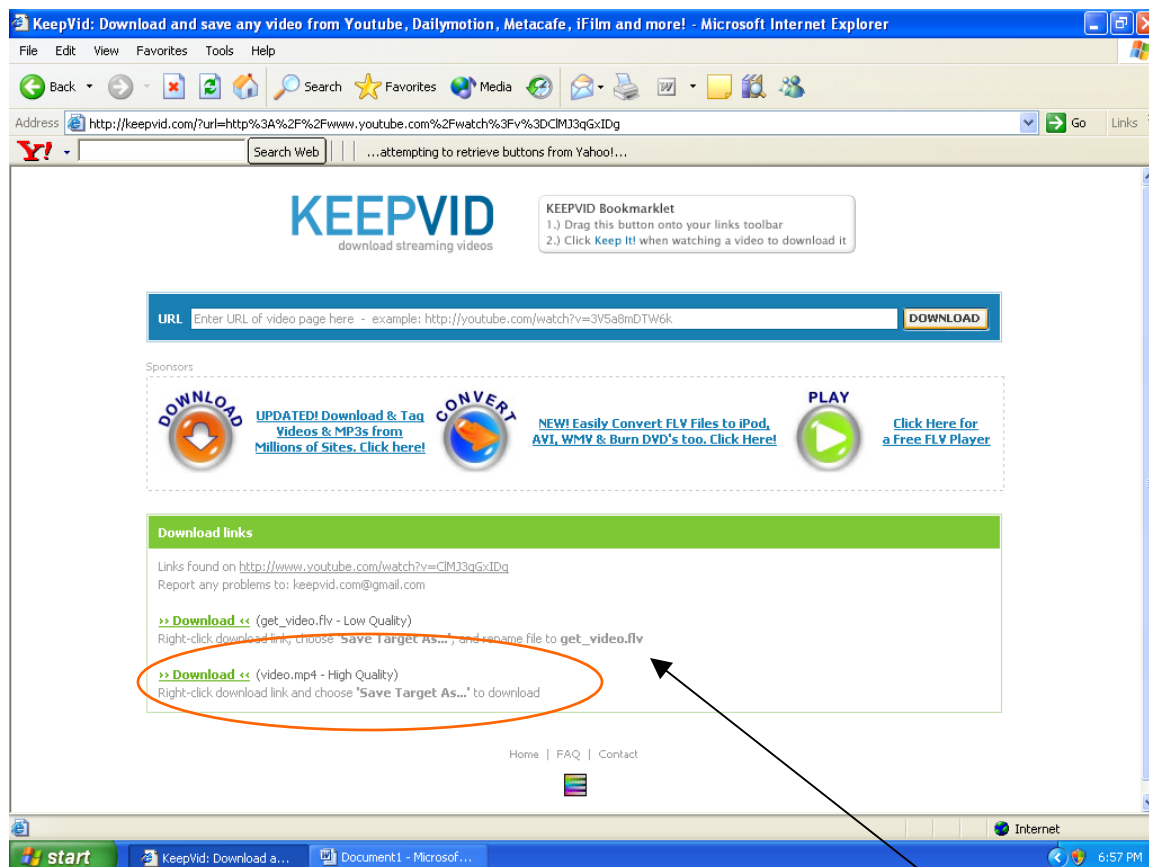 KeepVid: Download and save any video from Youtube, Dailymotion, Metacafe, iFilm and more! - Microsoft Internet Explorer
File Edit View Favorites Tools Help
Back Search Favorites Media
Address http://keepvid.com/?url=http%3A%2F%2Fwww.youtube.com%2Fwatch%3Fv%3DClMJ3qGxIDg Go Links
Y! Search Web ...attempting to retrieve buttons from Yahoo!...
KEEPVID
download streaming videos
KEEPVID Bookmarklet
1.) Drag this button onto your links toolbar
2.) Click Keep It! when watching a video to download it
URL Enter URL of video page here - example: http://youtube.com/watch?v=3V5a8mDTW6k DOWNLOAD
Sponsors
DOWNLOAD
UPDATED! Download & Tag
Videos & MP3s from
Millions of Sites. Click here!
CONVERT
NEW! Easily Convert FLV Files to iPod,
AVI, WMV & Burn DVD's too. Click Here!
PLAY
Click Here for
a Free FLV Player
Download links
Links found on http://www.youtube.com/watch?v=ClMJ3qGxIDg
Report any problems to: keepvid.com@gmail.com
>> Download << (get_video.flv - Low Quality)
Right-click download link, choose 'Save Target As...', and rename file to get_video.flv
>> Download << (video.mp4 - High Quality)
Right-click download link and choose 'Save Target As...' to download
Home | FAQ | Contact
Internet
start KeepVid: Download a... Document1 - Microsof... 6:57 PM